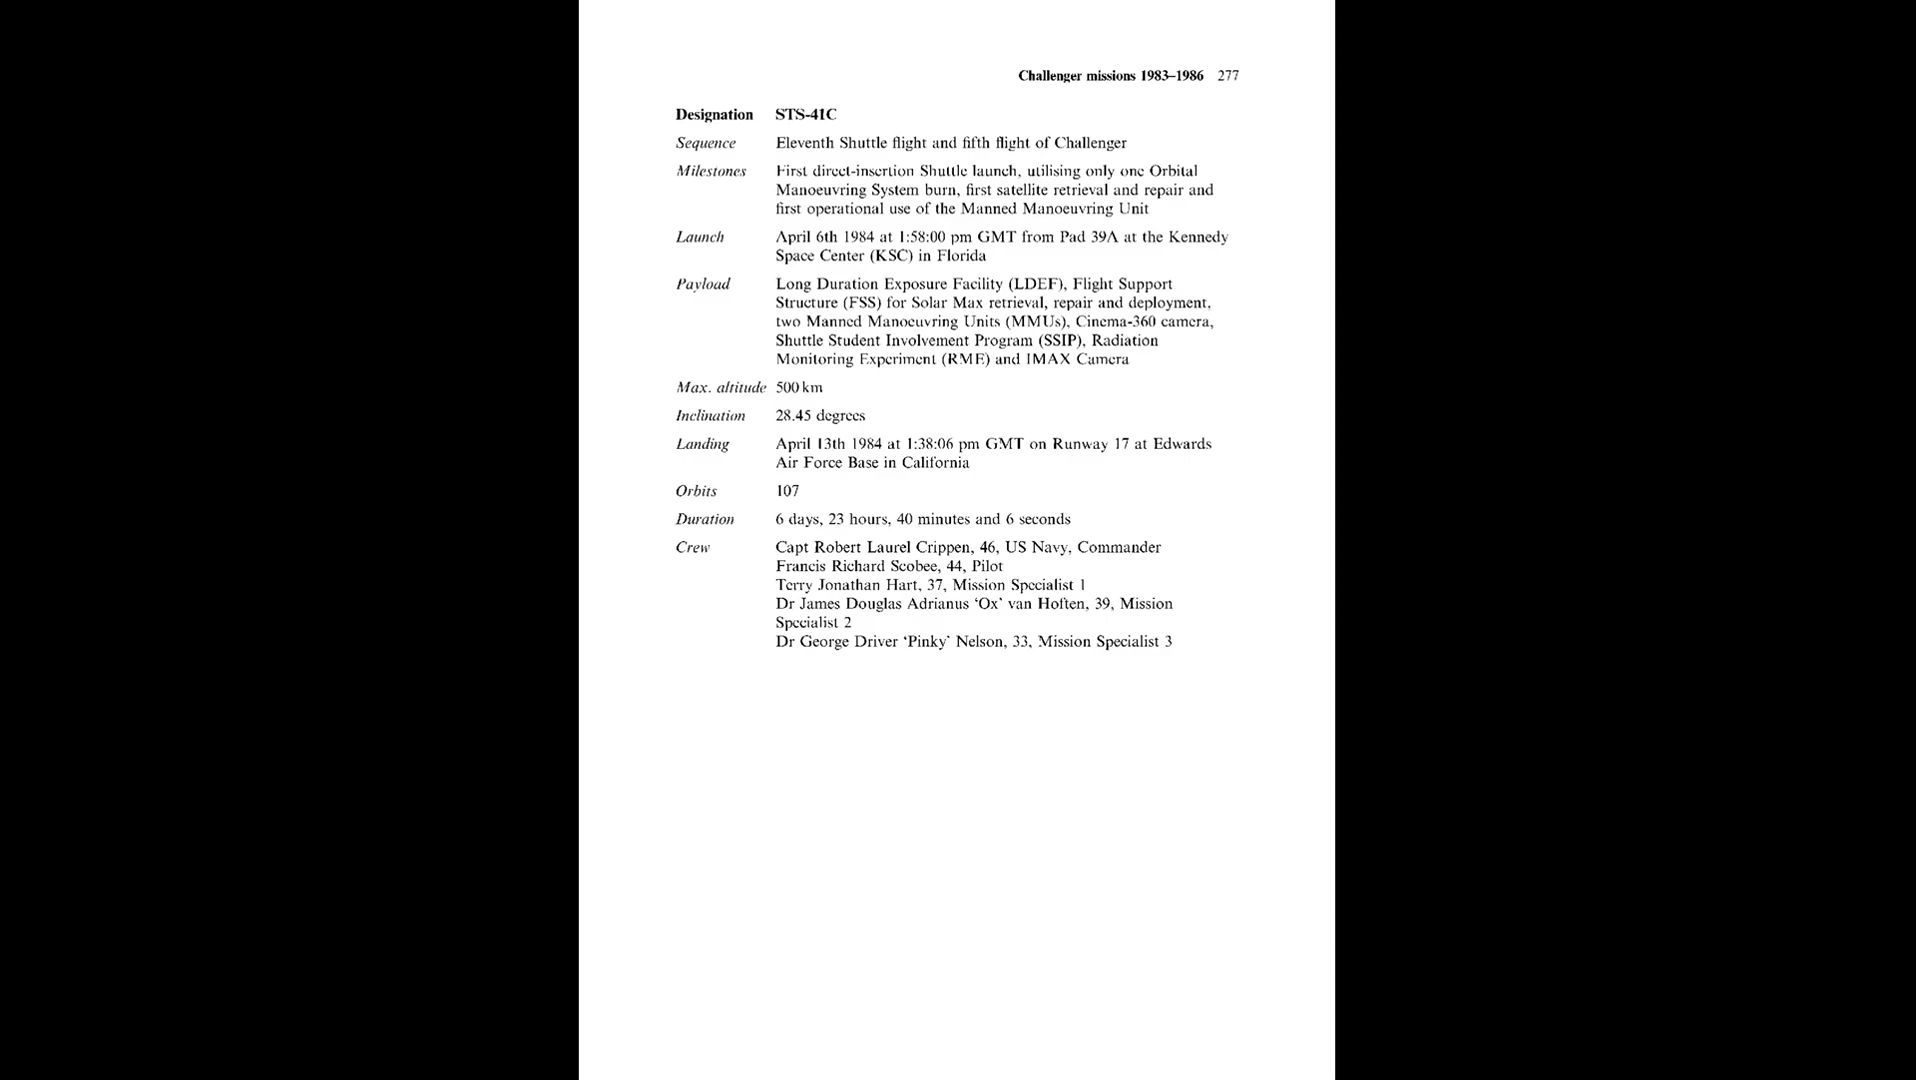 Challenger missions 1983–1986 277
Designation STS-41C
Sequence Eleventh Shuttle flight and fifth flight of Challenger
Milestones First direct-insertion Shuttle launch, utilising only one Orbital
Manoeuvring System burn, first satellite retrieval and repair and
first operational use of the Manned Manoeuvring Unit
Launch April 6th 1984 at 1:58:00 pm GMT from Pad 39A at the Kennedy
Space Center (KSC) in Florida
Payload Long Duration Exposure Facility (LDEF), Flight Support
Structure (FSS) for Solar Max retrieval, repair and deployment,
two Manned Manoeuvring Units (MMUs), Cinema-360 camera,
Shuttle Student Involvement Program (SSIP), Radiation
Monitoring Experiment (RME) and IMAX Camera
Max. altitude 500 km
Inclination 28.45 degrees
Landing April 13th 1984 at 1:38:06 pm GMT on Runway 17 at Edwards
Air Force Base in California
Orbits 107
Duration 6 days, 23 hours, 40 minutes and 6 seconds
Crew Capt Robert Laurel Crippen, 46, US Navy, Commander
Francis Richard Scobee, 44, Pilot
Terry Jonathan Hart, 37, Mission Specialist 1
Dr James Douglas Adrianus ‘Ox’ van Hoften, 39, Mission
Specialist 2
Dr George Driver ‘Pinky’ Nelson, 33, Mission Specialist 3